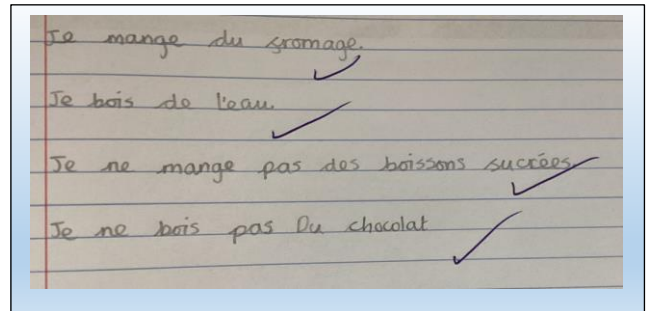 Je mange du fromage.
Je bois de l'eau.
Je ne mange pas des boissons sucrées
Je ne bois pas Du chocolat